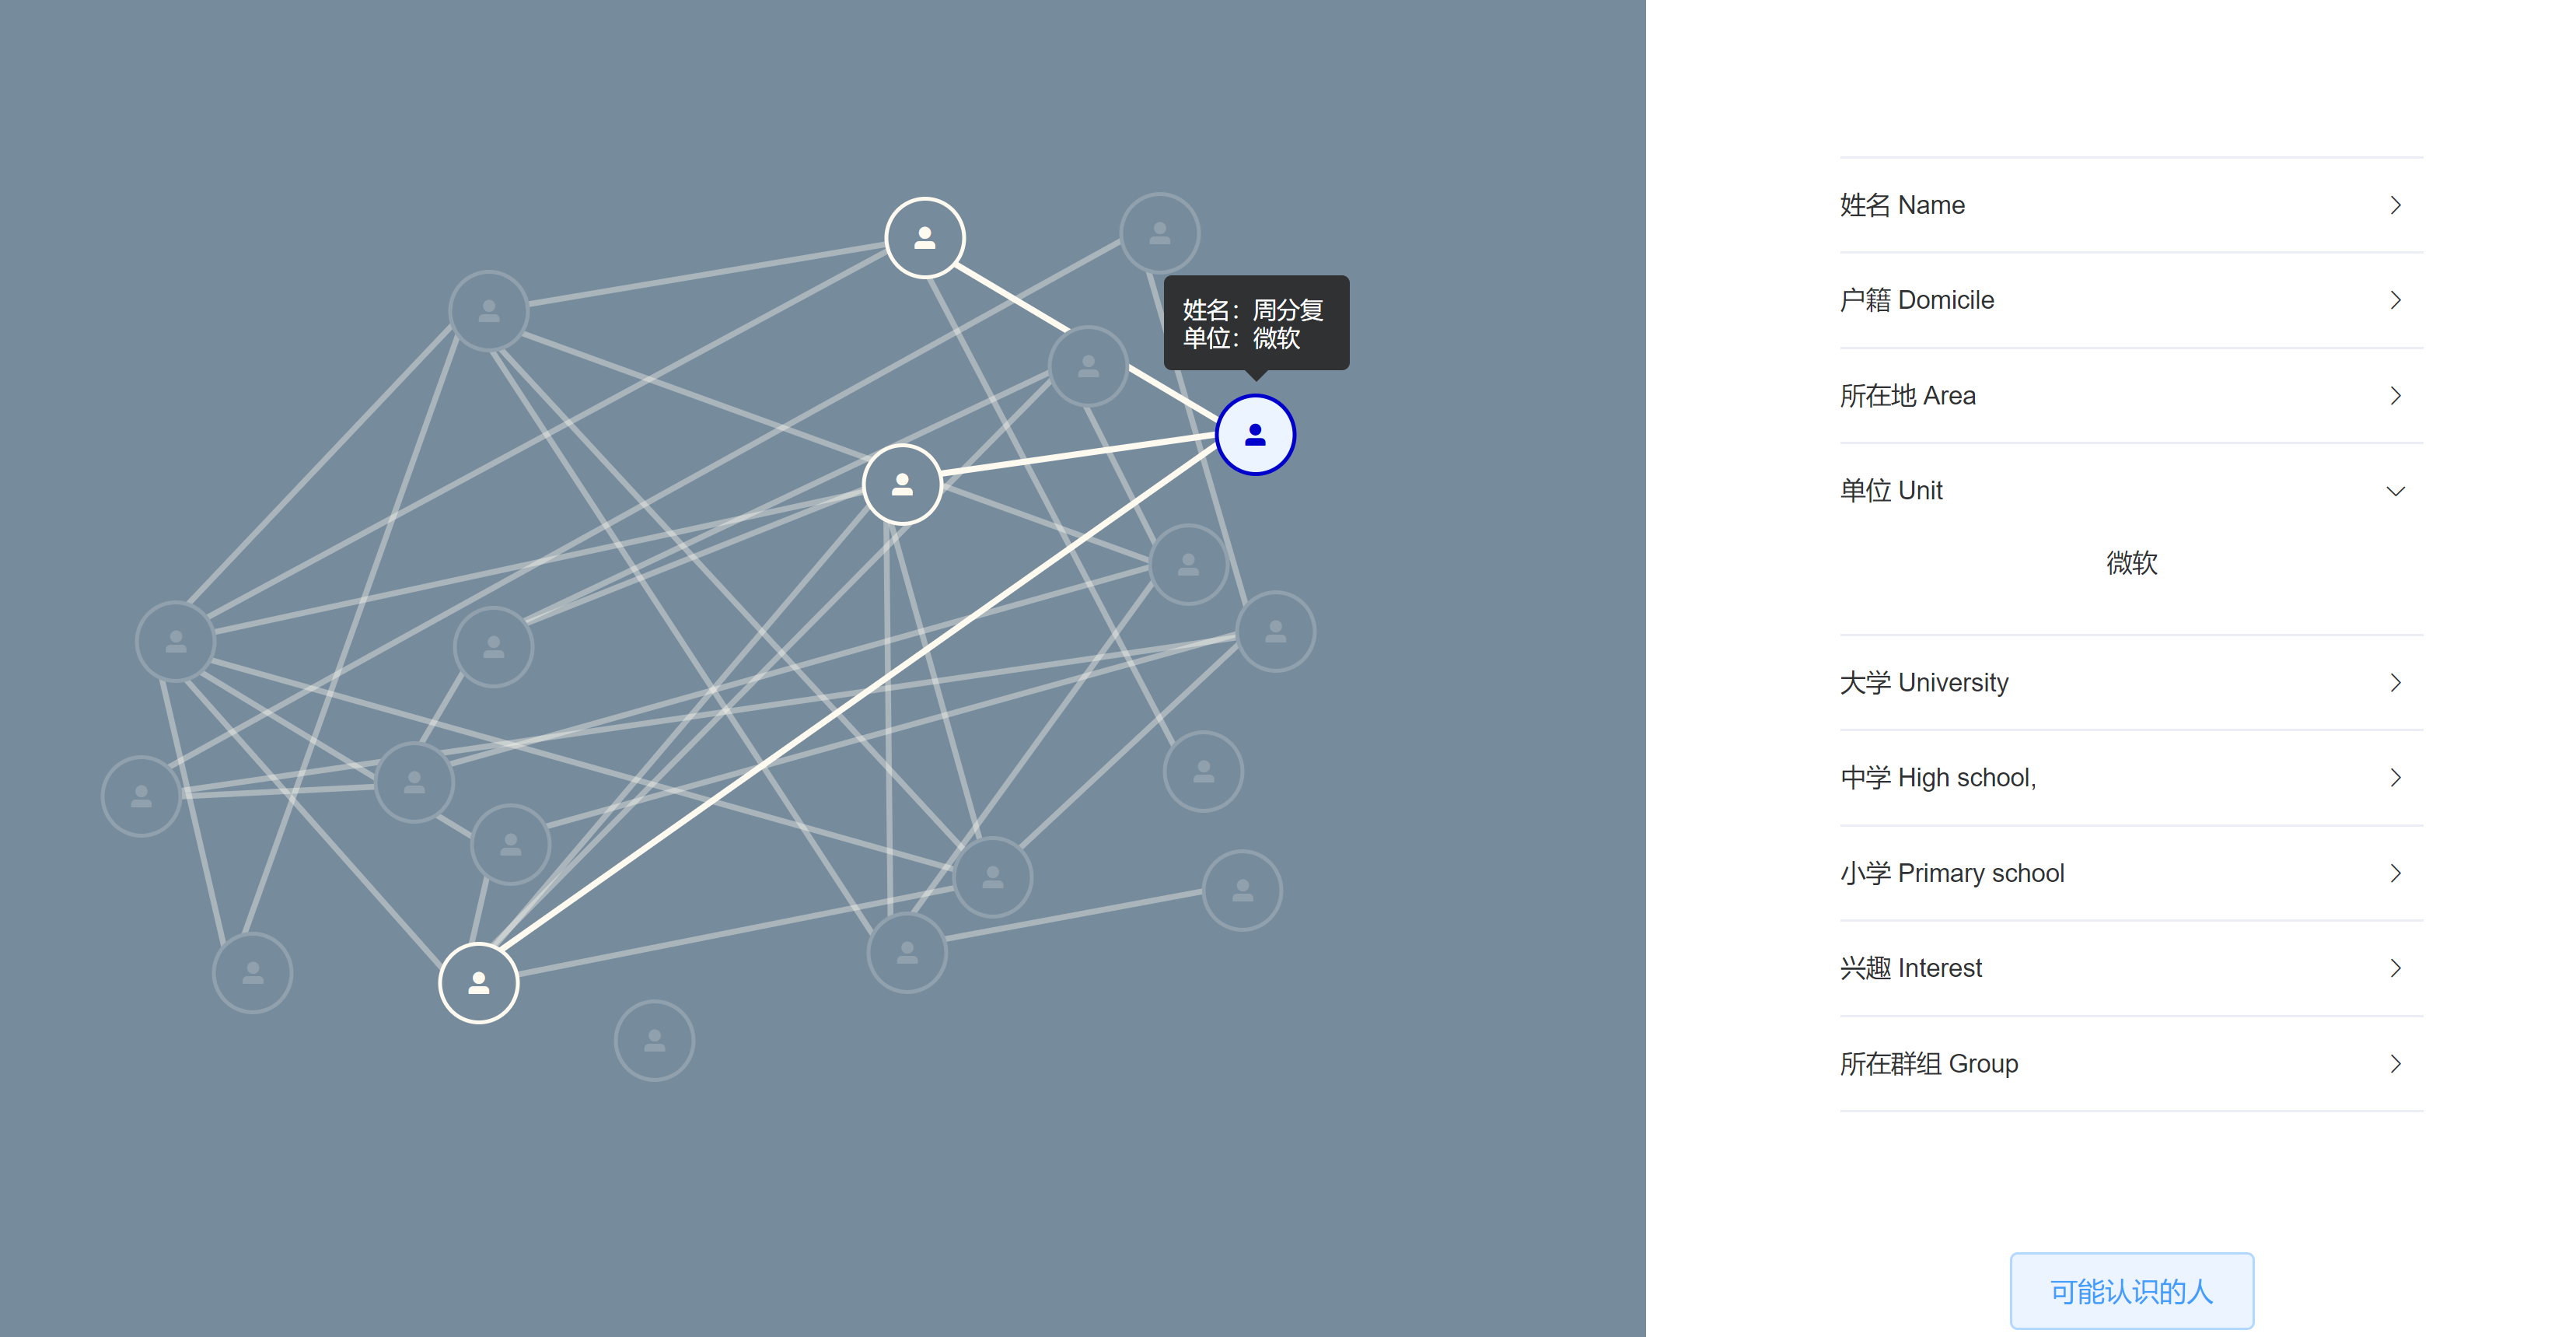 姓名：周分复
单位：微软
姓名 Name
户籍 Domicile
所在地 Area
单位 Unit
微软
大学 University
中学 High school,
小学 Primary school
兴趣 Interest
所在群组 Group
可能认识的人